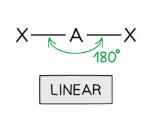 X — A — X
180°
LINEAR